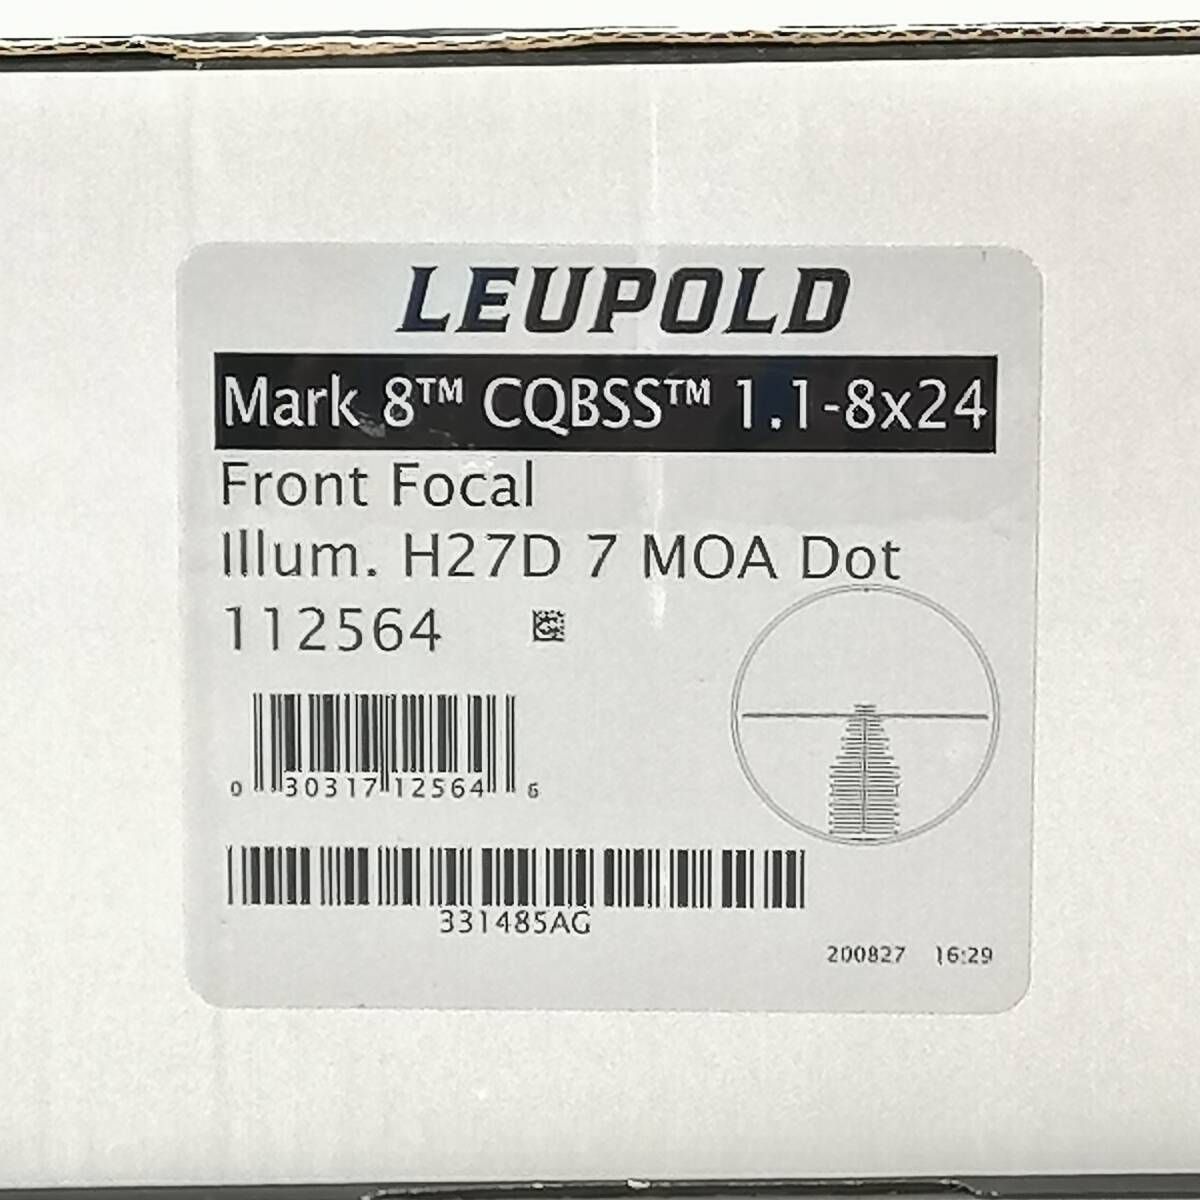 LEUPOLD
Mark 8™ CQBSS™ 1.1-8x24
Front Focal
Illum. H27D 7 MOA Dot
112564
0 30317 12564 6
331485AG
200827 16:29